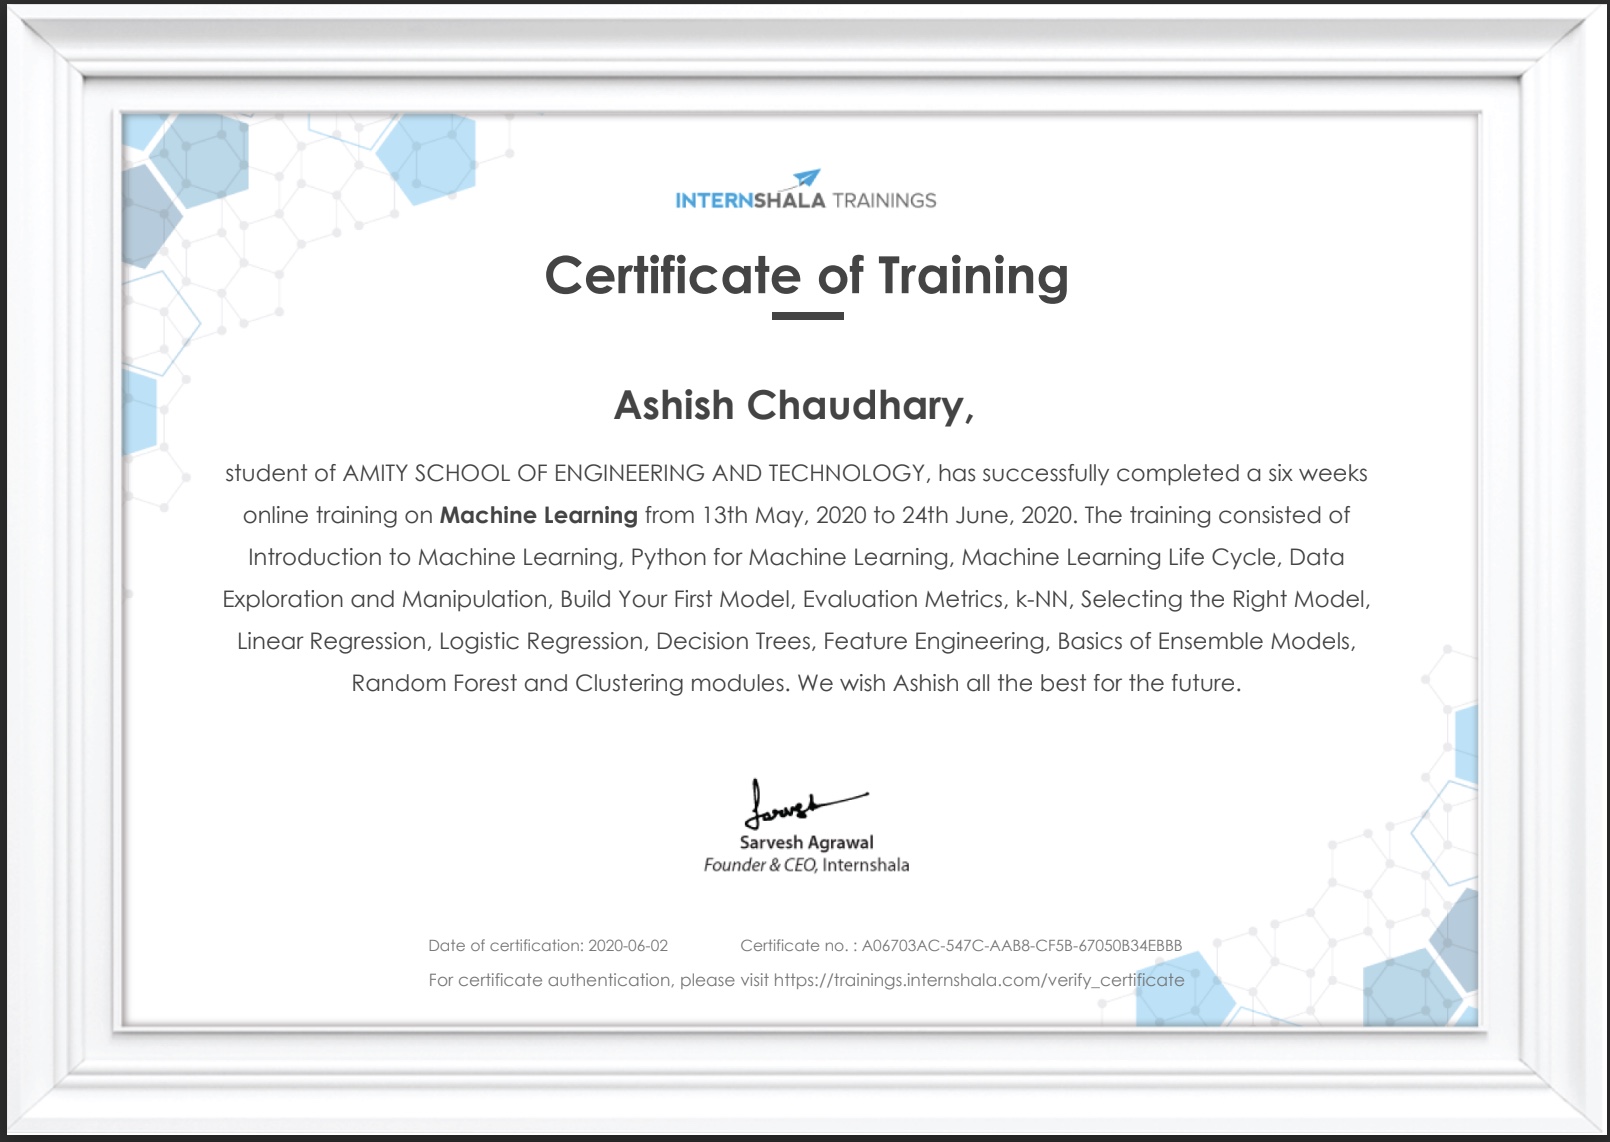 INTERNSHALA TRAININGS
Certificate of Training
Ashish Chaudhary,
student of AMITY SCHOOL OF ENGINEERING AND TECHNOLOGY, has successfully completed a six weeks
online training on Machine Learning from 13th May, 2020 to 24th June, 2020. The training consisted of
Introduction to Machine Learning, Python for Machine Learning, Machine Learning Life Cycle, Data
Exploration and Manipulation, Build Your First Model, Evaluation Metrics, k-NN, Selecting the Right Model,
Linear Regression, Logistic Regression, Decision Trees, Feature Engineering, Basics of Ensemble Models,
Random Forest and Clustering modules. We wish Ashish all the best for the future.
Sarvesh
Sarvesh Agrawal
Founder & CEO, Internshala
Date of certification: 2020-06-02 Certificate no. : A06703AC-547C-AAB8-CF5B-67050B34EBBB
For certificate authentication, please visit https://trainings.internshala.com/verify_certificate